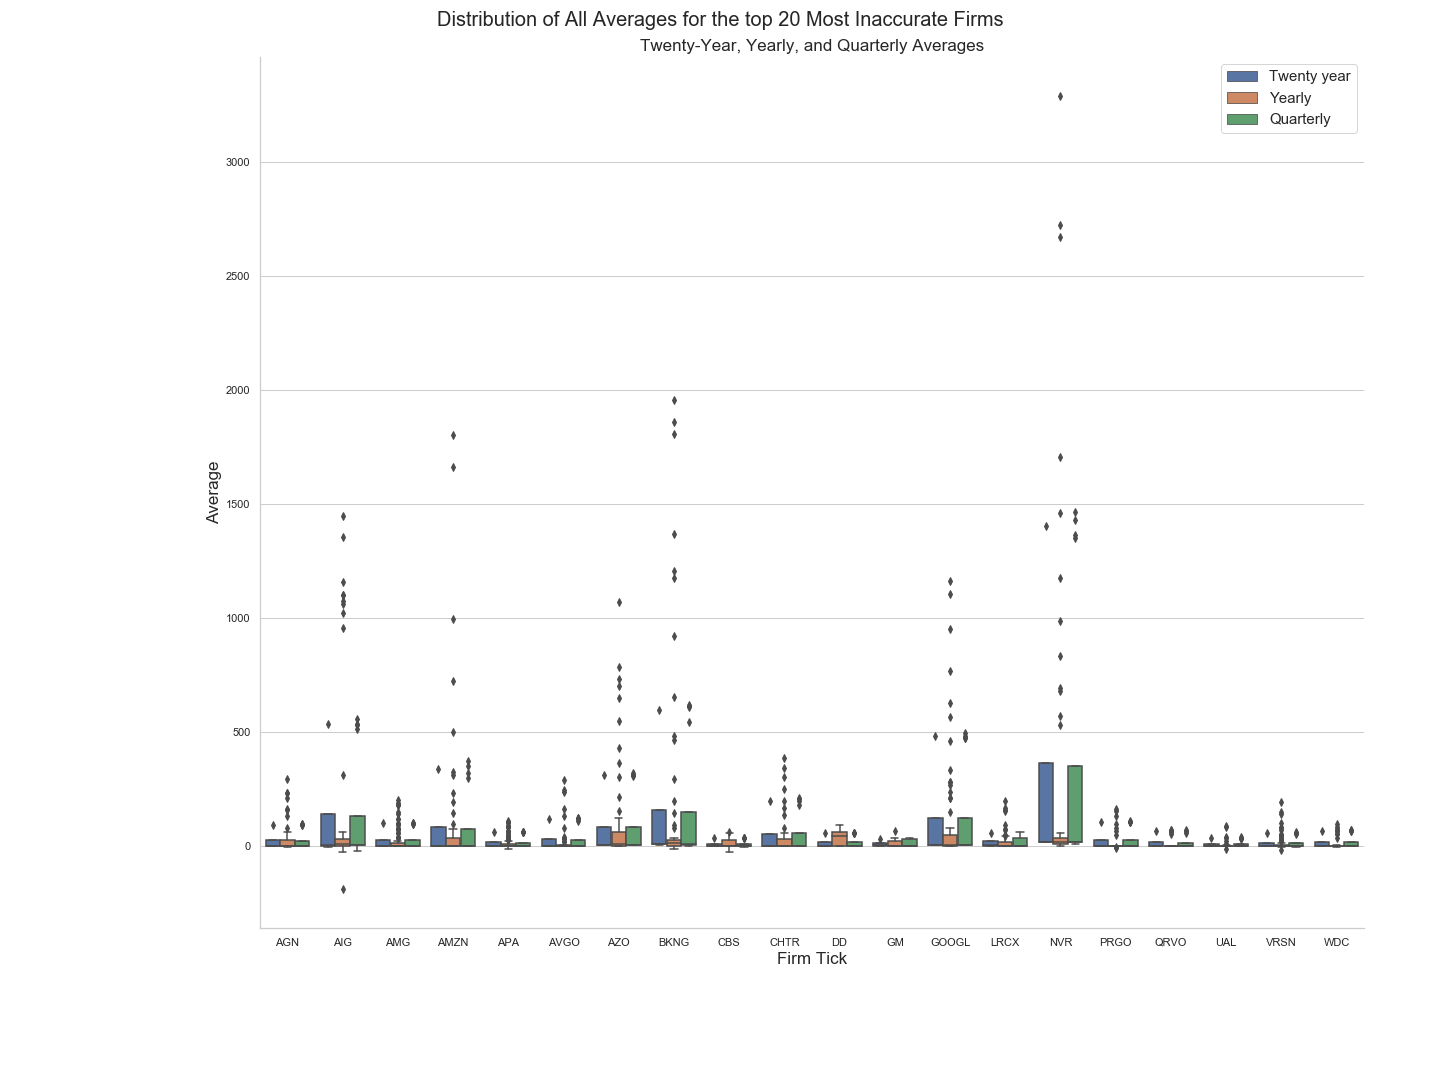 Distribution of All Averages for the top 20 Most Inaccurate Firms
Twenty-Year, Yearly, and Quarterly Averages
Twenty year
Yearly
Quarterly
3000
2500
2000
1500
1000
500
0
Average
AGN AIG AMG AMZN APA AVGO AZO BKNG CBS CHTR DD GM GOOGL LRCX NVR PRGO QRVO UAL VRSN WDC
Firm Tick